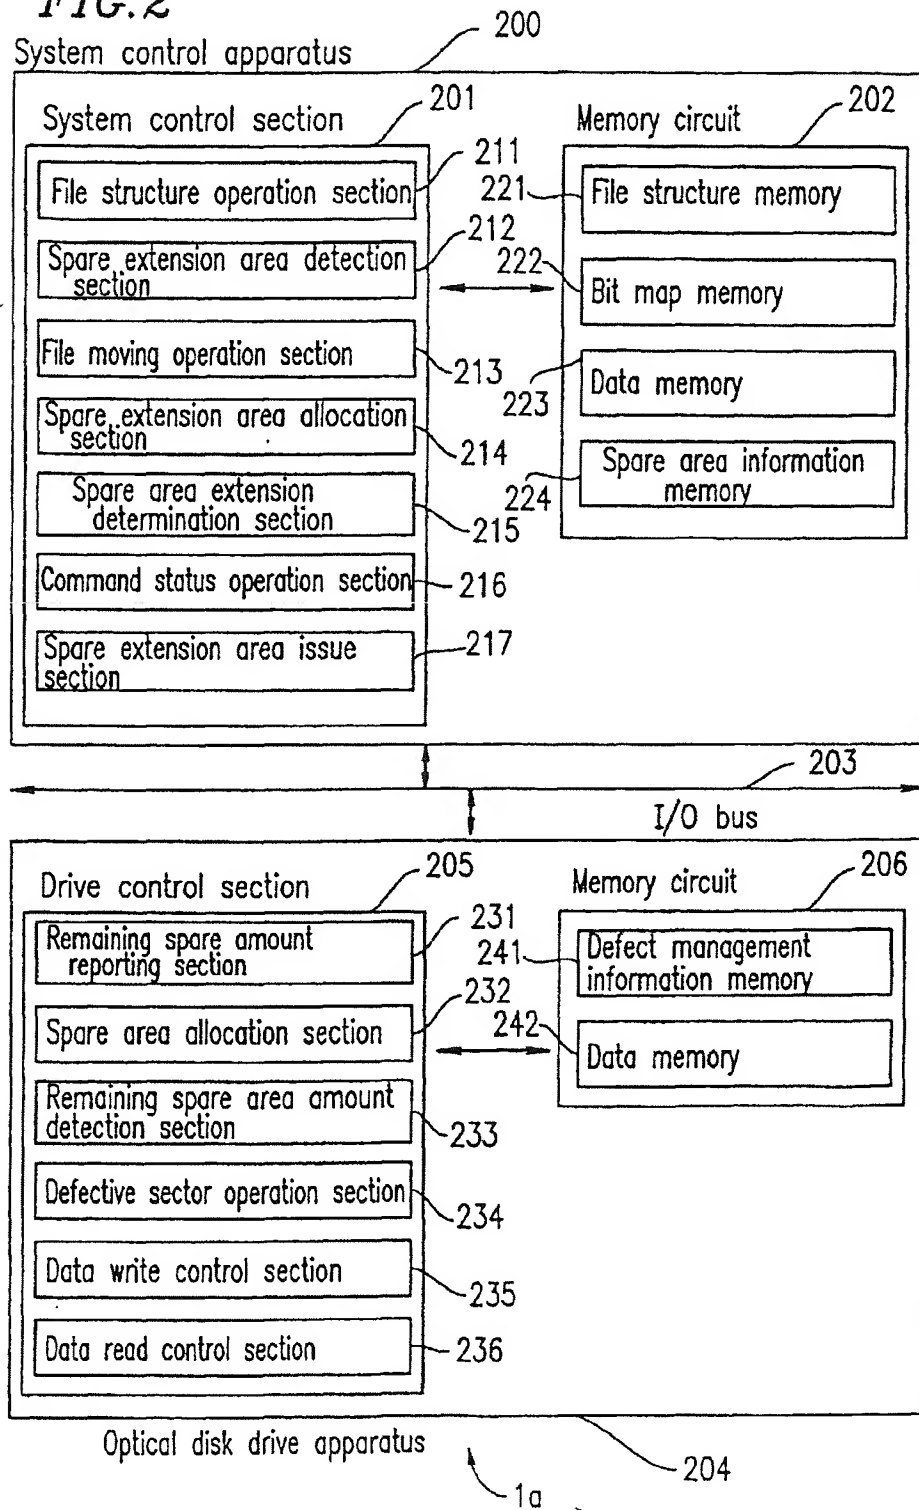 FIG.2
System control apparatus
200
System control section
201
File structure operation section
211
Spare extension area detection
section
212
File moving operation section
213
Spare extension area allocation
section
214
Spare area extension
determination section
215
Command status operation section
216
Spare extension area issue
section
217
Memory circuit
202
221
File structure memory
222
Bit map memory
223
Data memory
224
Spare area information
memory
203
I/O bus
Drive control section
205
Remaining spare amount
reporting section
231
Spare area allocation section
232
Remaining spare area amount
detection section
233
Defective sector operation section
234
Data write control section
235
Data read control section
236
Memory circuit
206
241
Defect management
information memory
242
Data memory
Optical disk drive apparatus
204
1a